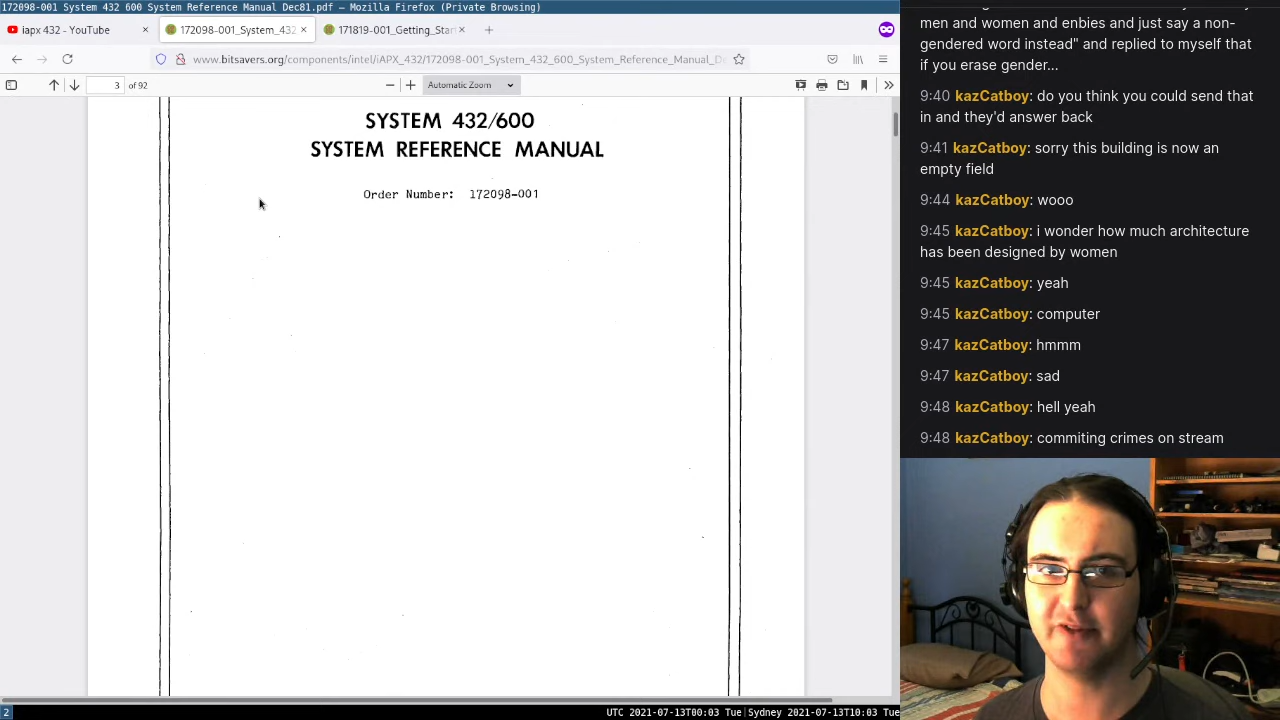 172098-001 System 432 600 System Reference Manual Dec81.pdf — Mozilla Firefox (Private Browsing)
iapx 432 - YouTube
172098-001_System_432
171819-001_Getting_Star
www.bitsavers.org/components/intel/iAPX_432/172098-001_System_432_600_System_Reference_Manual_D
3 of 92
Automatic Zoom
SYSTEM 432/600
SYSTEM REFERENCE MANUAL
Order Number: 172098-001
men and women and enbies and just say a non-
gendered word instead" and replied to myself that
if you erase gender...
9:40 kazCatboy: do you think you could send that
in and they'd answer back
9:41 kazCatboy: sorry this building is now an
empty field
9:44 kazCatboy: wooo
9:45 kazCatboy: i wonder how much architecture
has been designed by women
9:45 kazCatboy: yeah
9:45 kazCatboy: computer
9:47 kazCatboy: hmmm
9:47 kazCatboy: sad
9:48 kazCatboy: hell yeah
9:48 kazCatboy: commiting crimes on stream
2
UTC 2021-07-13T00:03 Tue|Sydney 2021-07-13T10:03 Tue